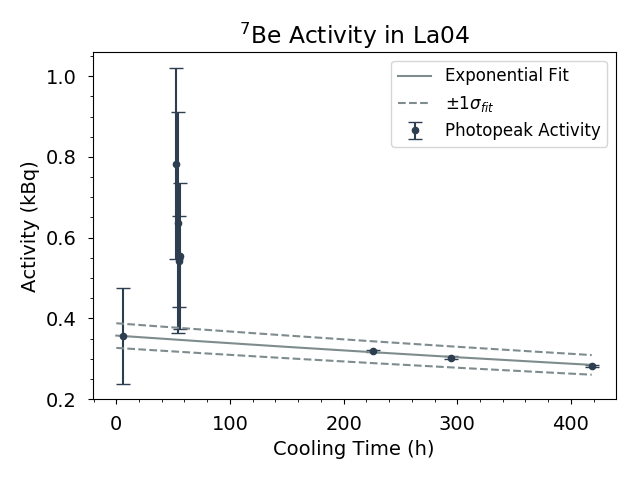 ⁷Be Activity in La04
Exponential Fit
±1σ_fit
Photopeak Activity
Activity (kBq)
1.0
0.8
0.6
0.4
0.2
0 100 200 300 400
Cooling Time (h)